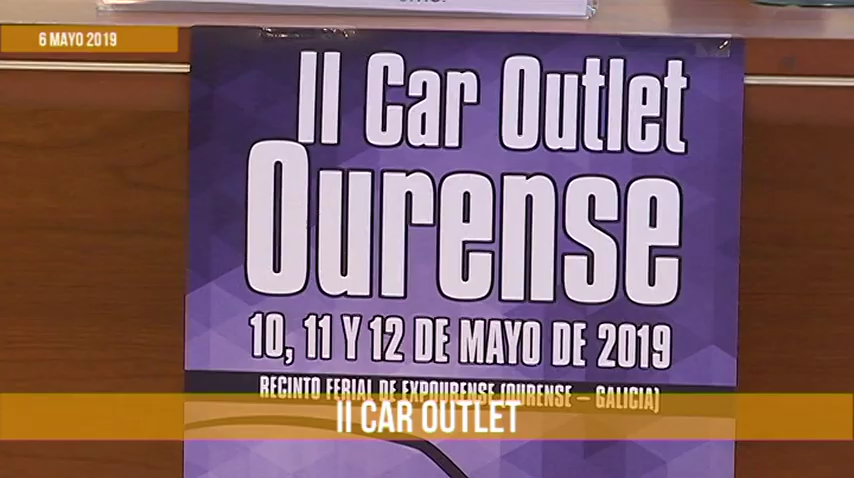 6 MAYO 2019
II Car Outlet
Ourense
10, 11 Y 12 DE MAYO DE 2019
RECINTO FERIAL DE EXPOURENSE (OURENSE – GALICIA)
II CAR OUTLET